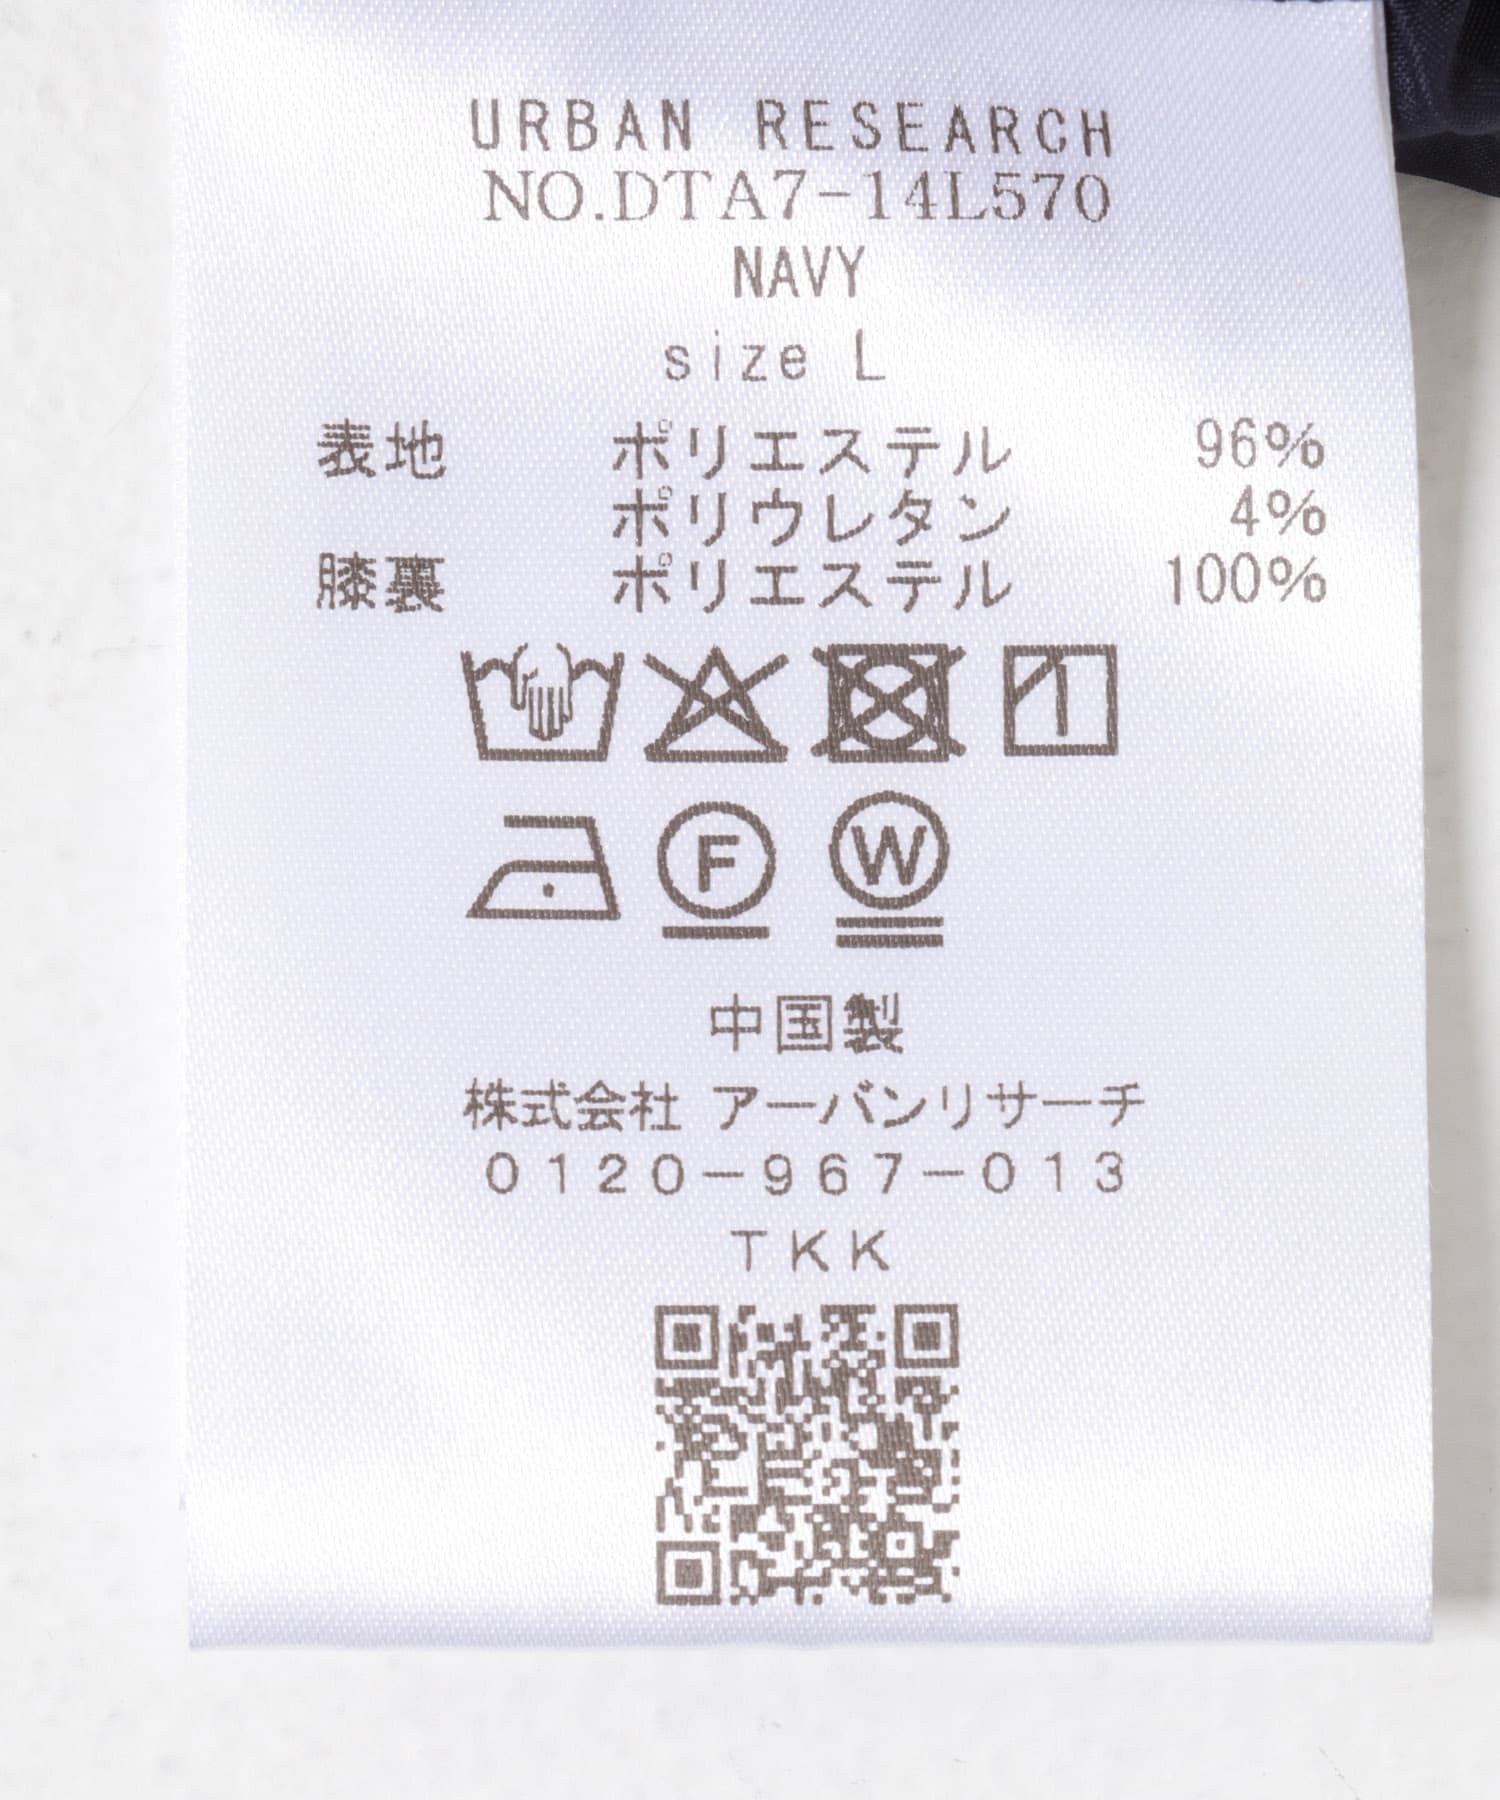 URBAN RESEARCH
NO.DTA7-14L570
NAVY
size L
表地 ポリエステル 96%
ポリウレタン 4%
膝裏 ポリエステル 100%
F W
中国製
株式会社 アーバンリサーチ
0120-967-013
TKK